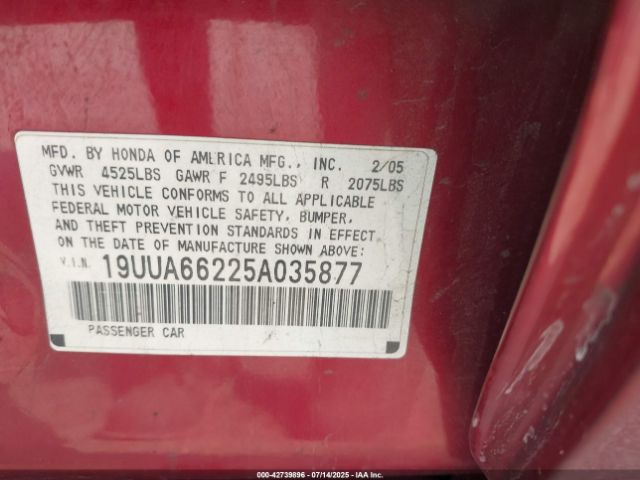 MFD. BY HONDA OF AMERICA MFG., INC. 2/05
GVWR 4525LBS GAWR F 2495LBS R 2075LBS
THIS VEHICLE CONFORMS TO ALL APPLICABLE
FEDERAL MOTOR VEHICLE SAFETY, BUMPER,
AND THEFT PREVENTION STANDARDS IN EFFECT
ON THE DATE OF MANUFACTURE SHOWN ABOVE:
V.I.N. 19UUA66225A035877
PASSENGER CAR
000-42739896 - 07/14/2025 - IAA Inc.